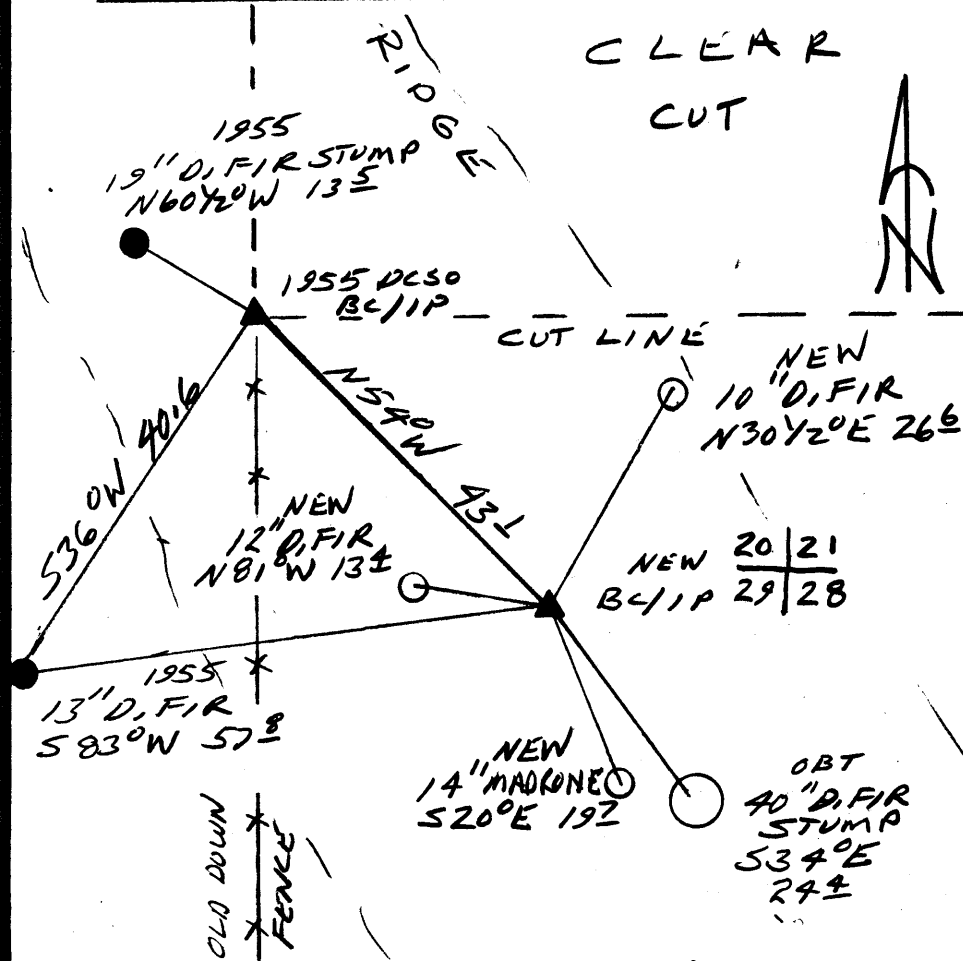 CLEAR
CUT
RIDGE
N
1955
19" D, FIR STUMP
N60½°W 13 5
1955 DCSO
BC/IP
CUT LINE
NEW
10" D, FIR
N30½°E 26 6
N54°W
43 1
S36°W 40.6
NEW
12" D, FIR
N81°W 13 4
NEW
BC/IP
20 21
29 28
1955
13" D, FIR
S83°W 57 8
NEW
14" MADRONE
S20°E 19 7
OBT
40" D, FIR
STUMP
S34°E
24 4
OLD DOWN
FENCE